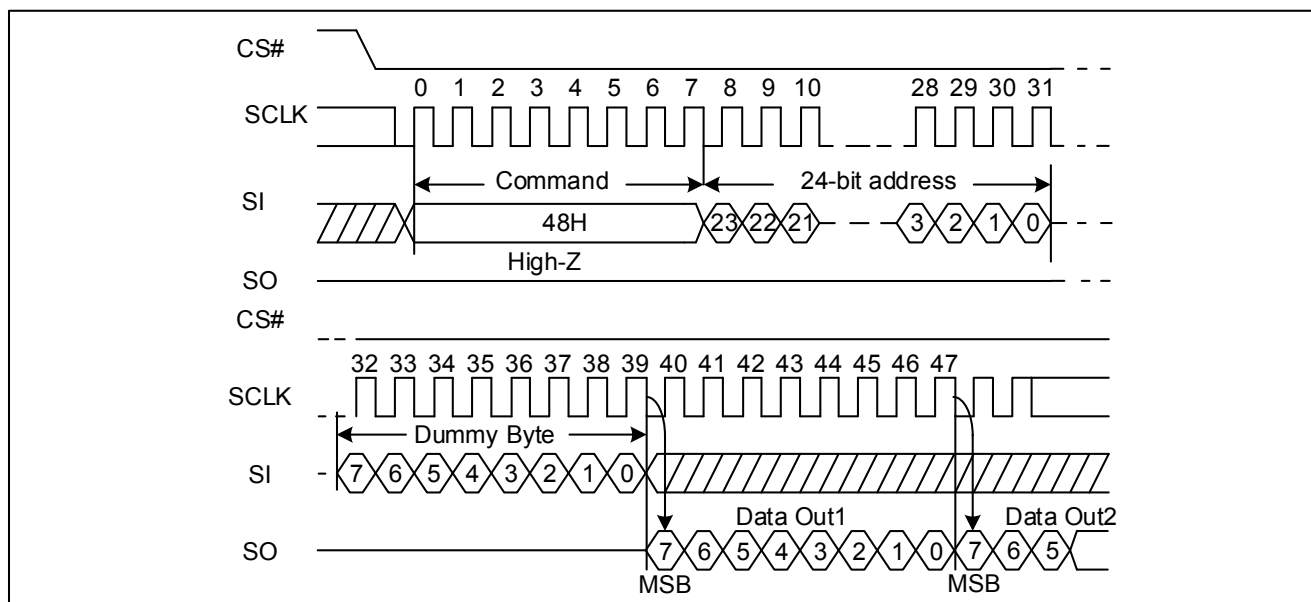 CS#
0 1 2 3 4 5 6 7 8 9 10 28 29 30 31
SCLK
Command 24-bit address
SI
48H 23 22 21 3 2 1 0
High-Z
SO
CS#
32 33 34 35 36 37 38 39 40 41 42 43 44 45 46 47
SCLK
Dummy Byte
SI 7 6 5 4 3 2 1 0
Data Out1 Data Out2
SO 7 6 5 4 3 2 1 0 7 6 5
MSB MSB